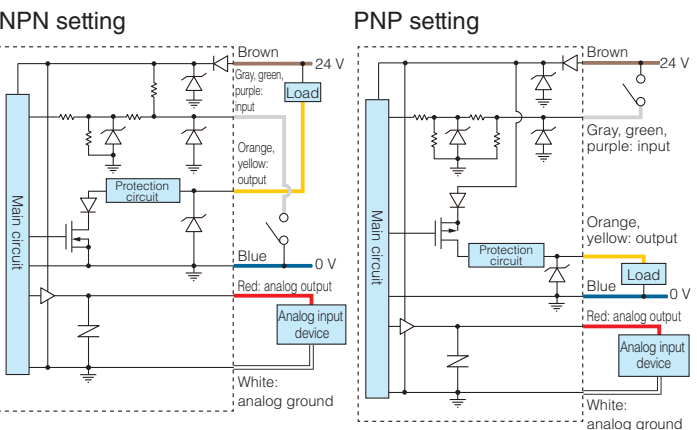 NPN setting
Brown
24 V
Gray, green,
purple:
input
Load
Orange,
yellow:
output
Protection
circuit
Main circuit
Blue
0 V
Red: analog output
Analog input
device
White:
analog ground
PNP setting
Brown
24 V
Gray, green,
purple: input
Main circuit
Orange,
yellow: output
Protection
circuit
Load
Blue
0 V
Red: analog output
Analog input
device
White:
analog ground